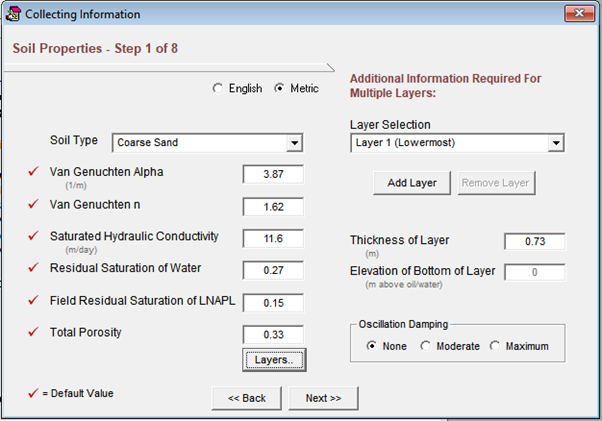 Collecting Information
Soil Properties - Step 1 of 8
English Metric
Soil Type Coarse Sand
Van Genuchten Alpha 3.87
(1/m)
Van Genuchten n 1.62
Saturated Hydraulic Conductivity 11.6
(m/day)
Residual Saturation of Water 0.27
Field Residual Saturation of LNAPL 0.15
Total Porosity 0.33
Layers..
= Default Value
<< Back Next >>
Additional Information Required For
Multiple Layers:
Layer Selection
Layer 1 (Lowermost)
Add Layer Remove Layer
Thickness of Layer 0.73
(m)
Elevation of Bottom of Layer 0
(m above oil/water)
Oscillation Damping
None Moderate Maximum